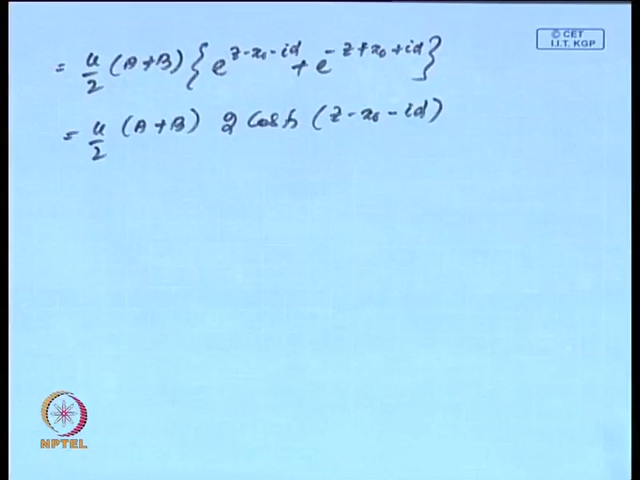 © CET
I.I.T. KGP
= u/2 (A+B) { e^{z-x₀-id} + e^{-z+x₀+id} }
= u/2 (A+B) 2 Cosh (z-x₀-id)
NPTEL